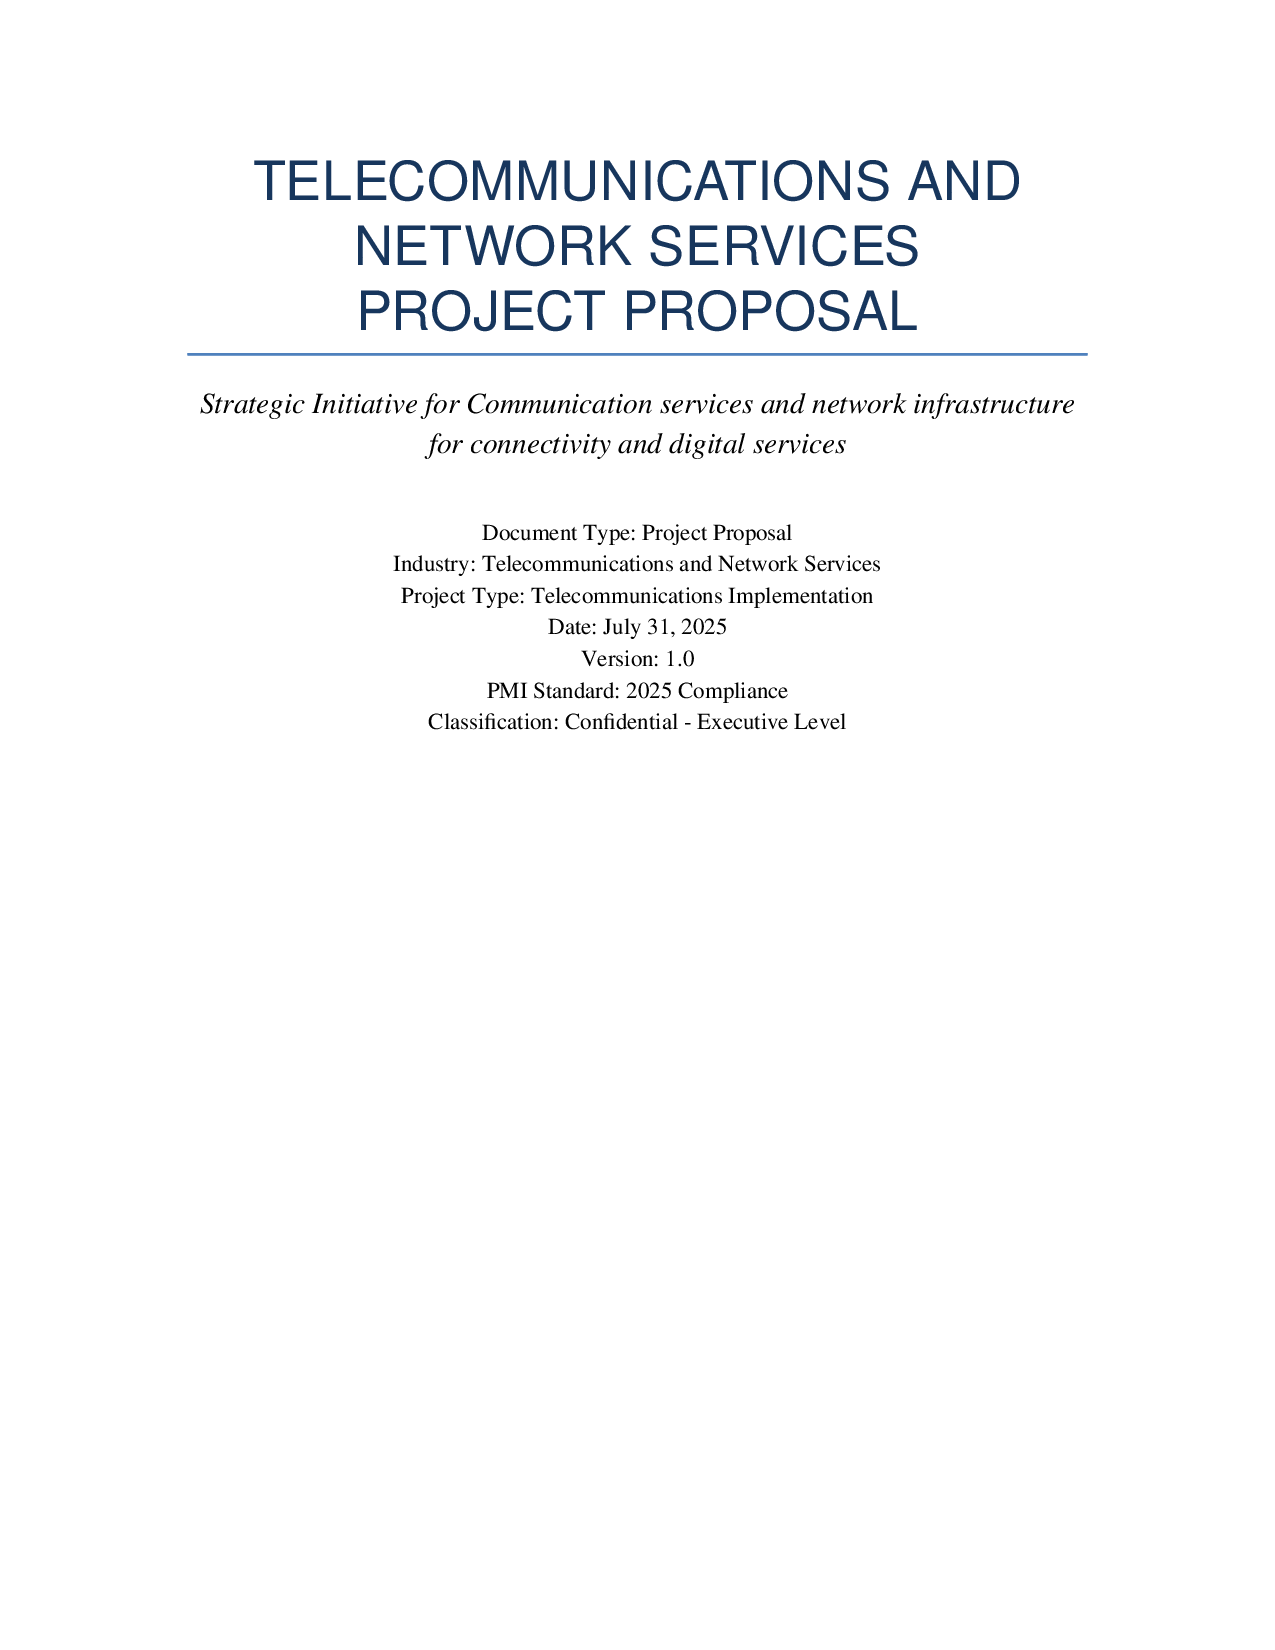 TELECOMMUNICATIONS AND
NETWORK SERVICES
PROJECT PROPOSAL
Strategic Initiative for Communication services and network infrastructure
for connectivity and digital services
Document Type: Project Proposal
Industry: Telecommunications and Network Services
Project Type: Telecommunications Implementation
Date: July 31, 2025
Version: 1.0
PMI Standard: 2025 Compliance
Classification: Confidential - Executive Level